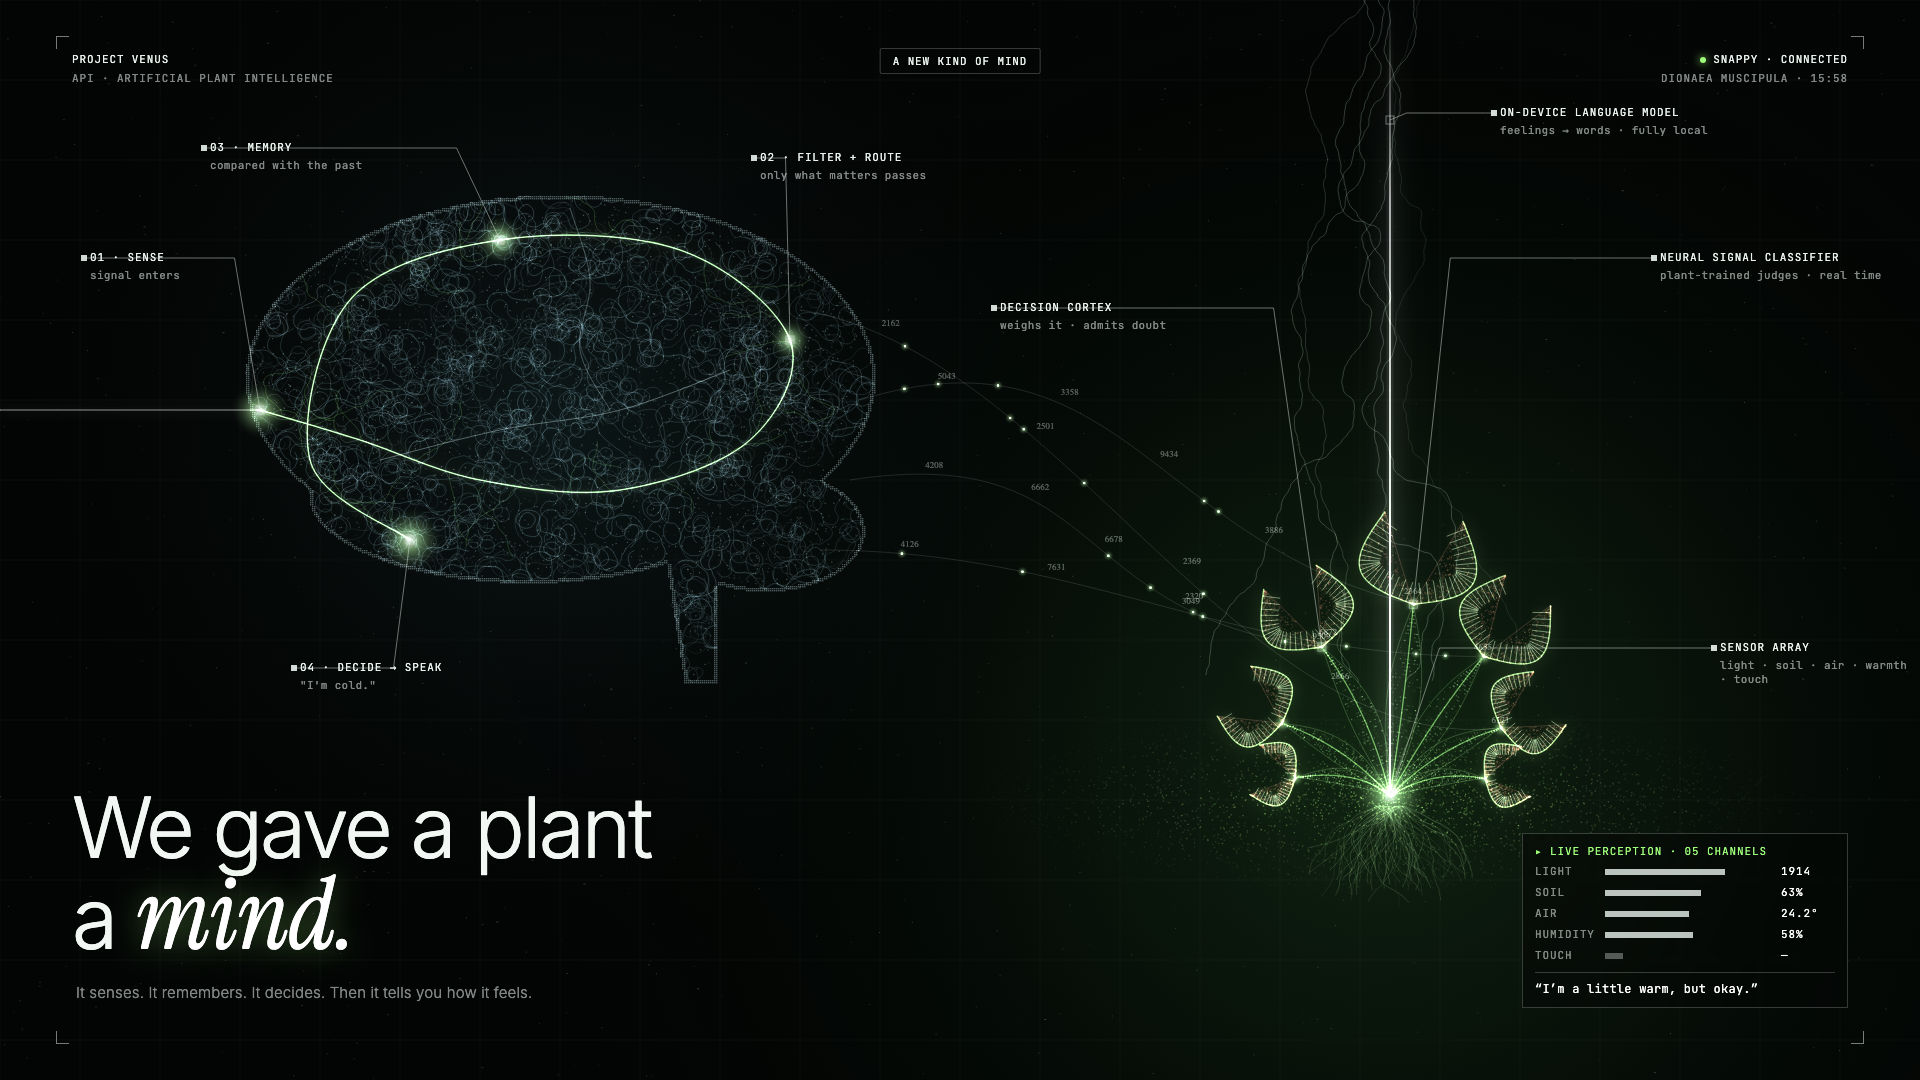 PROJECT VENUS
API · ARTIFICIAL PLANT INTELLIGENCE
A NEW KIND OF MIND
SNAPPY · CONNECTED
DIONAEA MUSCIPULA · 15:58
ON-DEVICE LANGUAGE MODEL
feelings → words · fully local
03 · MEMORY
compared with the past
02 · FILTER + ROUTE
only what matters passes
01 · SENSE
signal enters
NEURAL SIGNAL CLASSIFIER
plant-trained judges · real time
DECISION CORTEX
weighs it · admits doubt
2162
5043
3358
2501
9434
4208
6662
3886
6678
4126
7631
2369
3049
2866
SENSOR ARRAY
light · soil · air · warmth
· touch
04 · DECIDE → SPEAK
"I'm cold."
We gave a plant
a mind.
It senses. It remembers. It decides. Then it tells you how it feels.
▸ LIVE PERCEPTION · 05 CHANNELS
LIGHT 1914
SOIL 63%
AIR 24.2°
HUMIDITY 58%
TOUCH —
“I’m a little warm, but okay.”